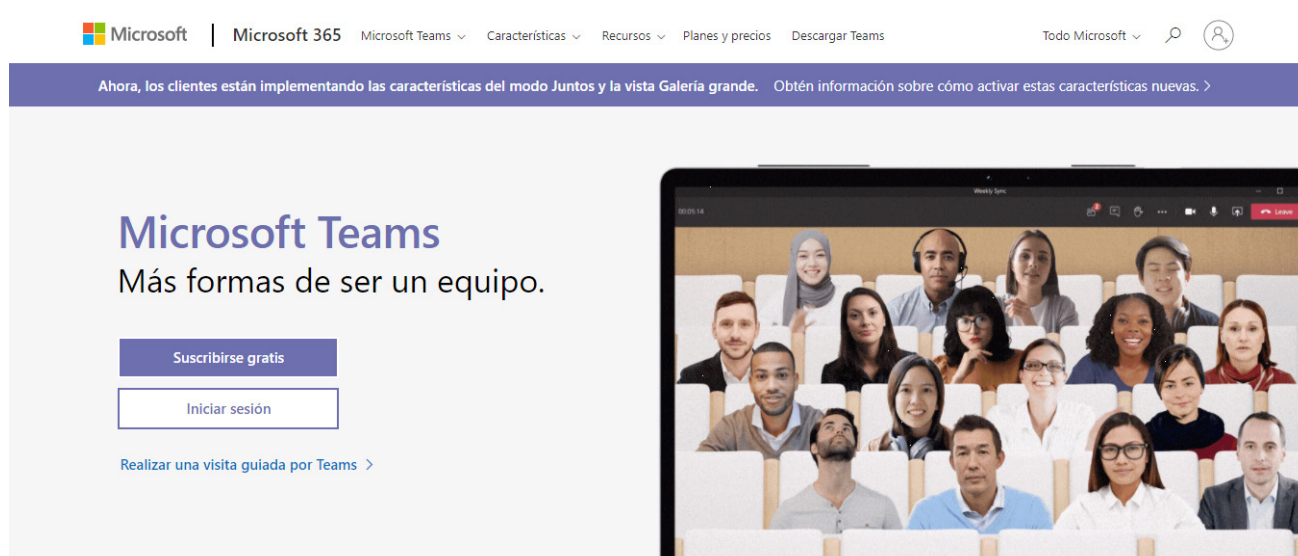 Microsoft | Microsoft 365 Microsoft Teams Características Recursos Planes y precios Descargar Teams Todo Microsoft
Ahora, los clientes están implementando las características del modo Juntos y la vista Galería grande. Obtén información sobre cómo activar estas características nuevas. >
Weekly Sync
00:05:14 2 Leave
Microsoft Teams
Más formas de ser un equipo.
Suscribirse gratis
Iniciar sesión
Realizar una visita guiada por Teams >